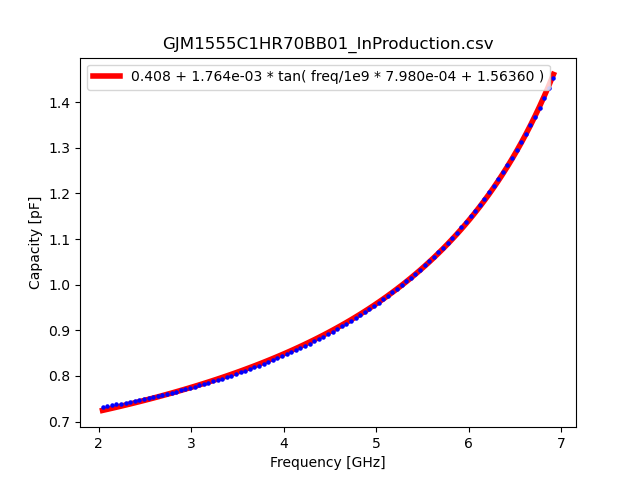 GJM1555C1HR70BB01_InProduction.csv
0.408 + 1.764e-03 * tan( freq/1e9 * 7.980e-04 + 1.56360 )
1.4
1.3
1.2
1.1
1.0
0.9
0.8
0.7
Capacity [pF]
2 3 4 5 6 7
Frequency [GHz]